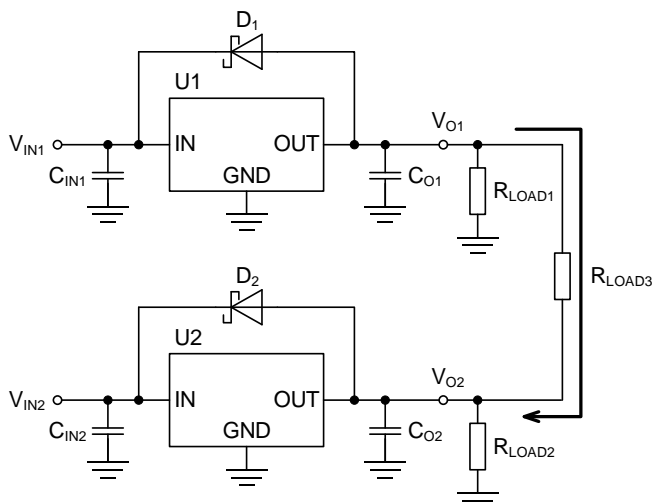 D1
U1
VIN1
IN
OUT
GND
CIN1
CO1
VO1
RLOAD1
RLOAD3
D2
U2
VIN2
IN
OUT
GND
CIN2
CO2
VO2
RLOAD2